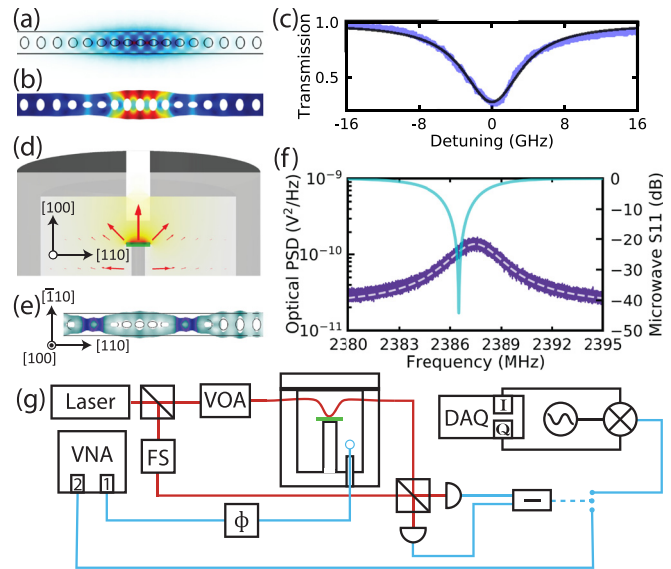 (a)
(b)
(c)
Transmission
1.0
0.5
-16
-8
0
8
16
Detuning (GHz)
(d)
[100]
[110]
(e)
[1̄10]
[100]
[110]
(f)
Optical PSD (V²/Hz)
10⁻⁹
10⁻¹⁰
10⁻¹¹
2380
2383
2386
2389
2392
2395
Frequency (MHz)
0
-10
-20
-30
-40
-50
Microwave S11 (dB)
(g)
Laser
VOA
FS
VNA
2
1
ϕ
DAQ
I
Q
−